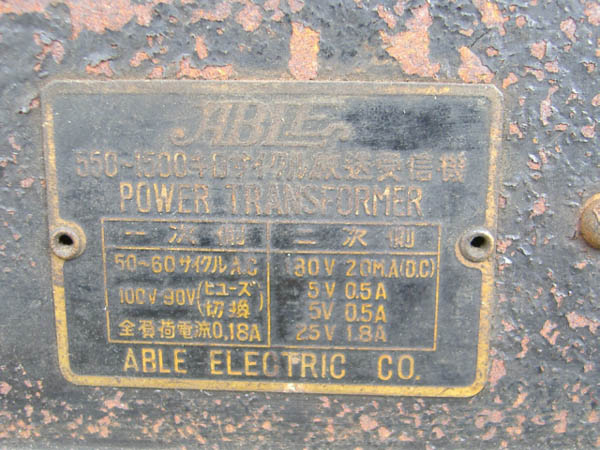 ABLE
550~1500キロサイクル放送受信機
POWER TRANSFORMER
一次側 二次側
50~60サイクルA.C 180V 20MA(D.C)
100V-90V(ヒューズ切換) 5V 0.5A
5V 0.5A
全負荷電流0.18A 2.5V 1.8A
ABLE ELECTRIC CO.